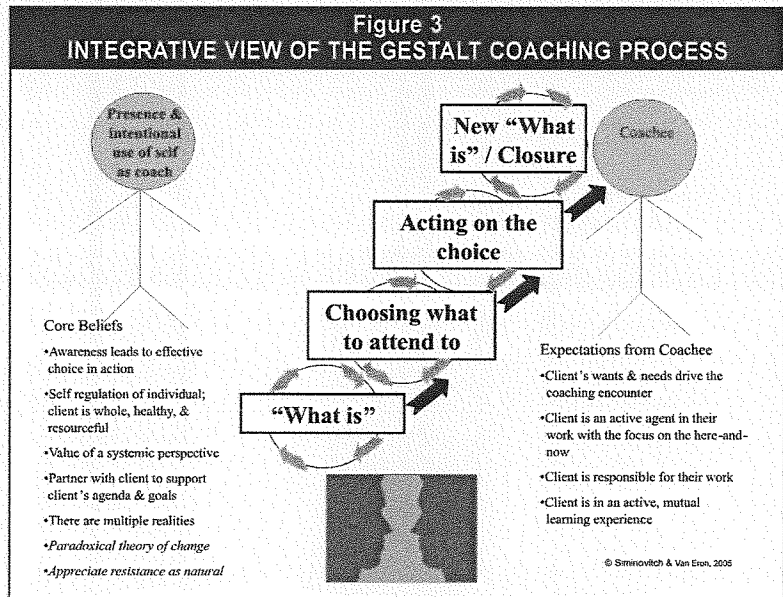 Figure 3
INTEGRATIVE VIEW OF THE GESTALT COACHING PROCESS
Presence &
intentional
use of self
as coach
New "What
is" / Closure
Coachee
Acting on the
choice
Choosing what
to attend to
"What is"
Core Beliefs
•Awareness leads to effective
choice in action
•Self regulation of individual;
client is whole, healthy, &
resourceful
•Value of a systemic perspective
•Partner with client to support
client's agenda & goals
•There are multiple realities
•Paradoxical theory of change
•Appreciate resistance as natural
Expectations from Coachee
•Client's wants & needs drive the
coaching encounter
•Client is an active agent in their
work with the focus on the here-and-
now
•Client is responsible for their work
•Client is in an active, mutual
learning experience
© Siminovitch & Van Eron, 2005